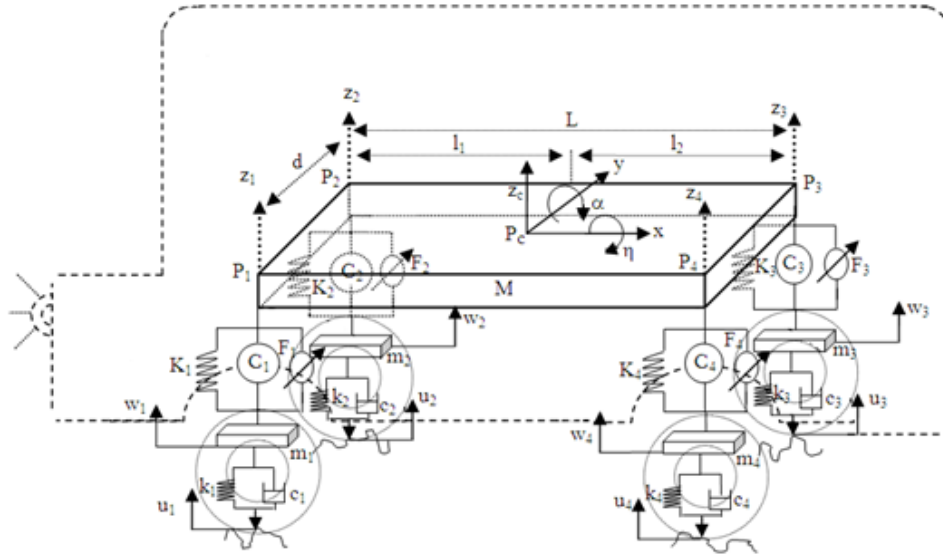 z₂
z₃
L
l₁
l₂
d
y
z₁
P₂
z₄
P₃
z_c
α
P_c
x
η
P₁
P₄
K₂
C₂
F₂
K₃
C₃
F₃
M
w₂
w₃
K₁
C₁
F₁
m₂
K₄
C₄
F₄
m₃
w₁
k₂
c₂
u₂
w₄
k₃
c₃
u₃
m₁
m₄
k₁
c₁
u₁
k₄
c₄
u₄